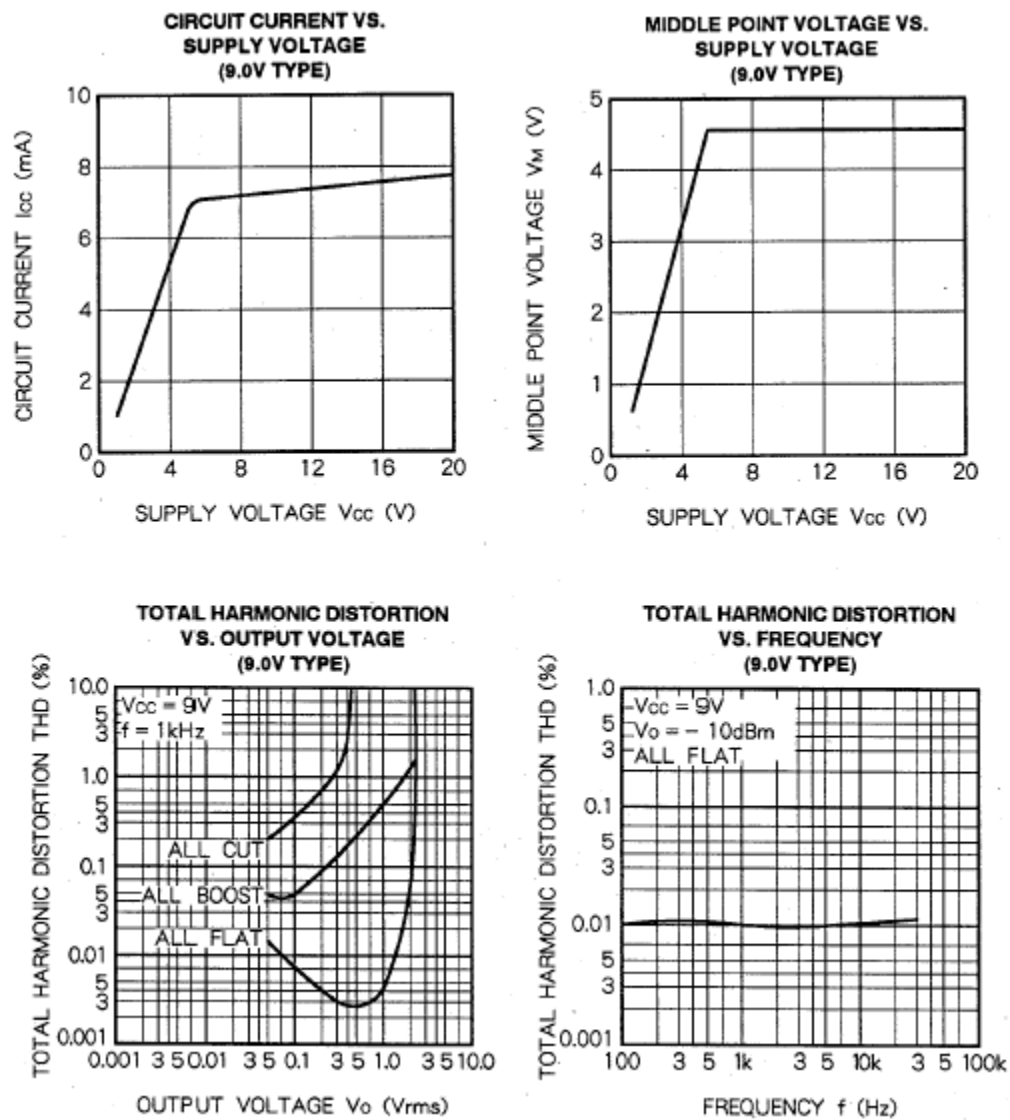 CIRCUIT CURRENT VS.
SUPPLY VOLTAGE
(9.0V TYPE)
CIRCUIT CURRENT Icc (mA)
10
8
6
4
2
0
0 4 8 12 16 20
SUPPLY VOLTAGE Vcc (V)
MIDDLE POINT VOLTAGE VS.
SUPPLY VOLTAGE
(9.0V TYPE)
MIDDLE POINT VOLTAGE VM (V)
5
4
3
2
1
0
0 4 8 12 16 20
SUPPLY VOLTAGE Vcc (V)
TOTAL HARMONIC DISTORTION
VS. OUTPUT VOLTAGE
(9.0V TYPE)
TOTAL HARMONIC DISTORTION THD (%)
10.0
5
3
1.0
5
3
0.1
5
3
0.01
5
3
0.001
Vcc = 9V
f = 1kHz
ALL CUT
ALL BOOST
ALL FLAT
0.001 3 5 0.01 3 5 0.1 3 5 1.0 3 5 10.0
OUTPUT VOLTAGE Vo (Vrms)
TOTAL HARMONIC DISTORTION
VS. FREQUENCY
(9.0V TYPE)
TOTAL HARMONIC DISTORTION THD (%)
1.0
5
3
0.1
5
3
0.01
5
3
0.001
Vcc = 9V
Vo = - 10dBm
ALL FLAT
100 3 5 1k 3 5 10k 3 5 100k
FREQUENCY f (Hz)